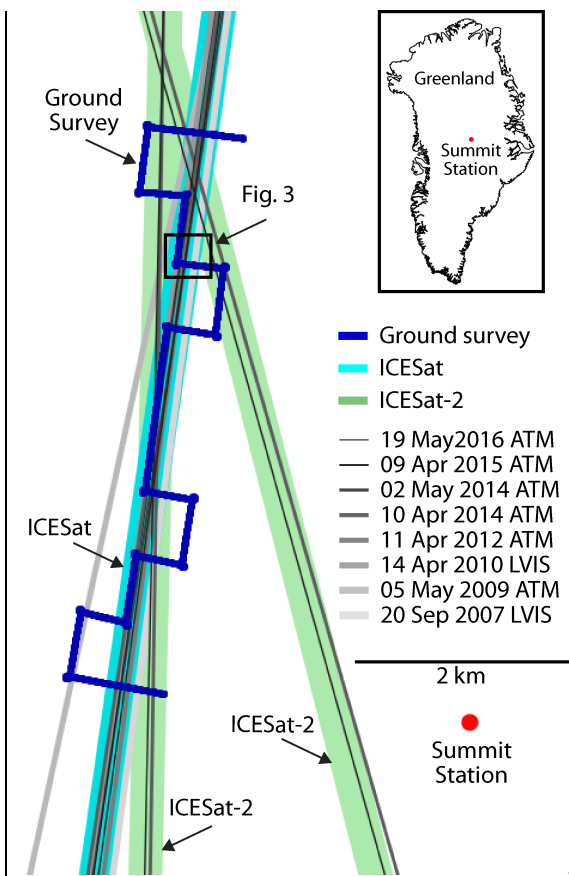 Ground
Survey
Fig. 3
Greenland
Summit
Station
Ground survey
ICESat
ICESat-2
19 May2016 ATM
09 Apr 2015 ATM
02 May 2014 ATM
10 Apr 2014 ATM
11 Apr 2012 ATM
14 Apr 2010 LVIS
05 May 2009 ATM
20 Sep 2007 LVIS
ICESat
2 km
ICESat-2
Summit
Station
ICESat-2